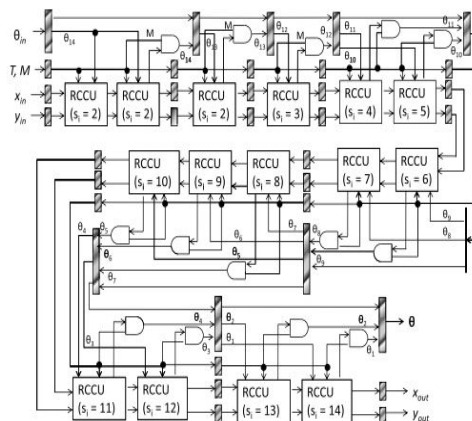 M θ12 M θ11 θ11
θin θ14 M θ13 θ13 θ12 θ10
θ14 θ10
T, M
xin RCCU RCCU RCCU RCCU RCCU RCCU
yin (si = 2) (si = 2) (si = 2) (si = 3) (si = 4) (si = 5)
RCCU RCCU RCCU RCCU RCCU
(si = 10) (si = 9) (si = 8) (si = 7) (si = 6)
θ9
θ4 θ5 θ6 θ7 θ8 θ8
θ6 θ5 θ9
θ7
θ4 θ2 θ2 θ
θ3 θ3 θ1 θ1
RCCU RCCU RCCU RCCU xout
(si = 11) (si = 12) (si = 13) (si = 14) yout